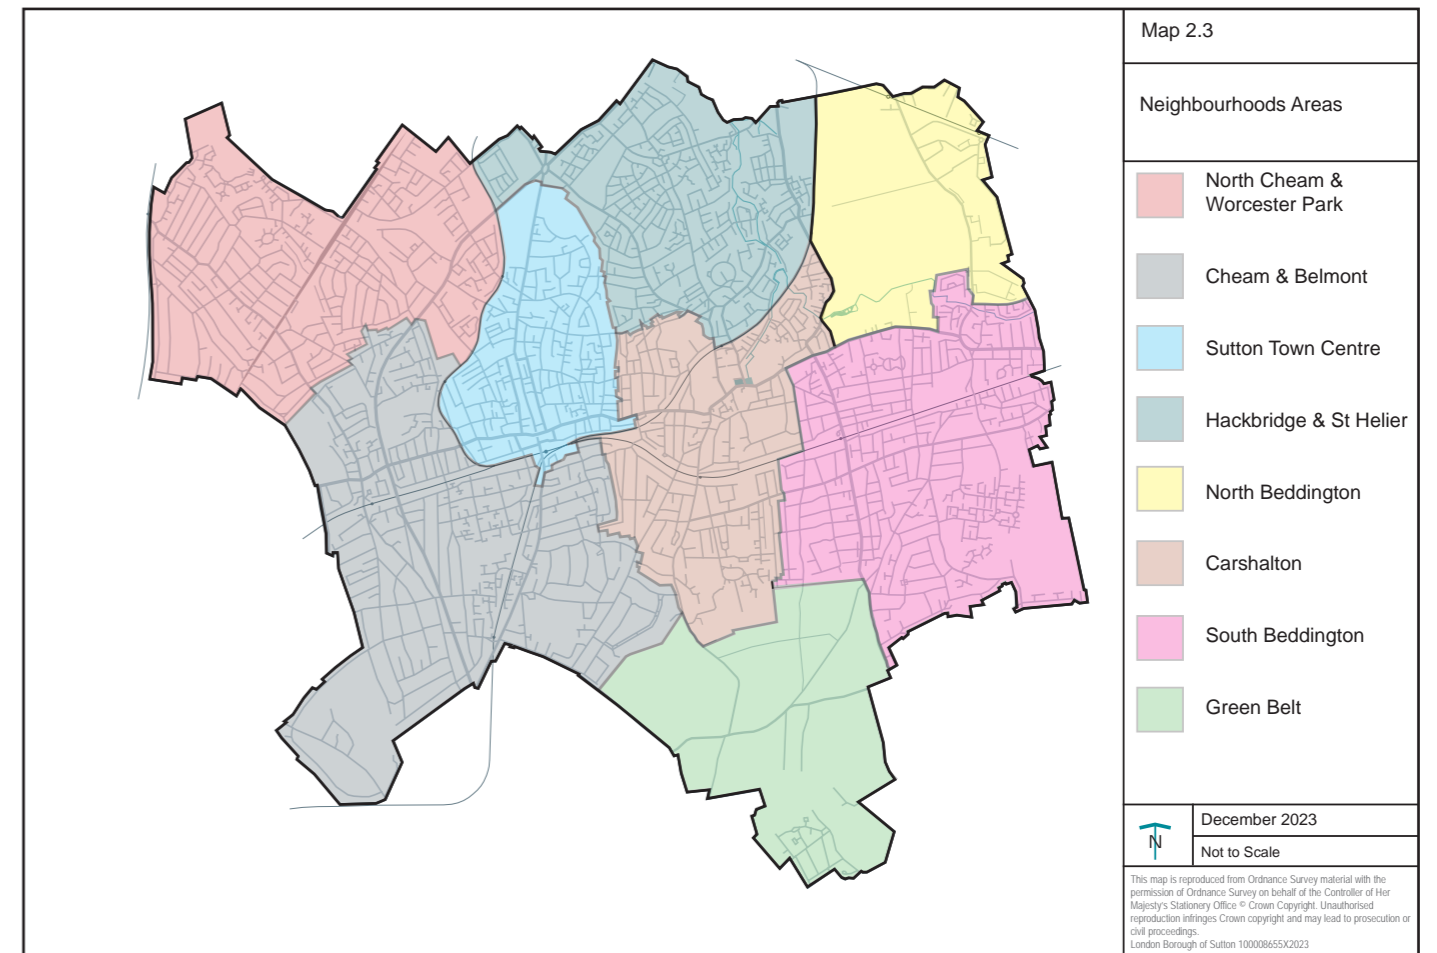 Map 2.3
Neighbourhoods Areas
North Cheam &
Worcester Park
Cheam & Belmont
Sutton Town Centre
Hackbridge & St Helier
North Beddington
Carshalton
South Beddington
Green Belt
N
December 2023
Not to Scale
This map is reproduced from Ordnance Survey material with the
permission of Ordnance Survey on behalf of the Controller of Her
Majesty's Stationery Office © Crown Copyright. Unauthorised
reproduction infringes Crown copyright and may lead to prosecution or
civil proceedings.
London Borough of Sutton 100008655X2023